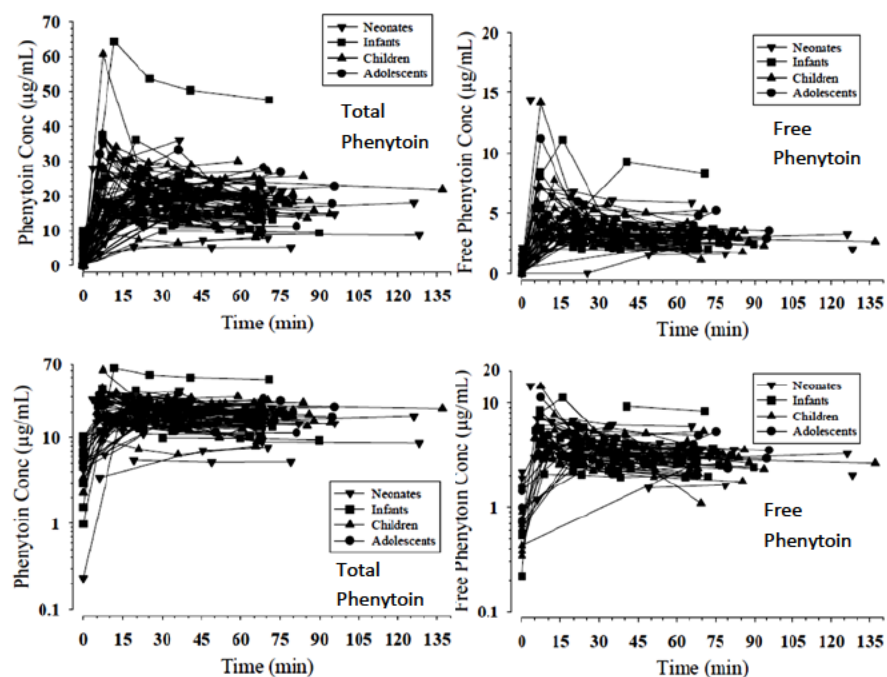 70
60
50
40
30
20
10
0
Phenytoin Conc (µg/mL)
Neonates
Infants
Children
Adolescents
Total
Phenytoin
0 15 30 45 60 75 90 105 120 135
Time (min)
20
15
10
5
0
Free Phenytoin Conc (µg/mL)
Neonates
Infants
Children
Adolescents
Free
Phenytoin
0 15 30 45 60 75 90 105 120 135
Time (min)
70
10
1
0.1
Phenytoin Conc (µg/mL)
Neonates
Infants
Children
Adolescents
Total
Phenytoin
0 15 30 45 60 75 90 105 120 135
Time (min)
20
10
1
0.1
Free Phenytoin Conc (µg/mL)
Neonates
Infants
Children
Adolescents
Free
Phenytoin
0 15 30 45 60 75 90 105 120 135
Time (min)